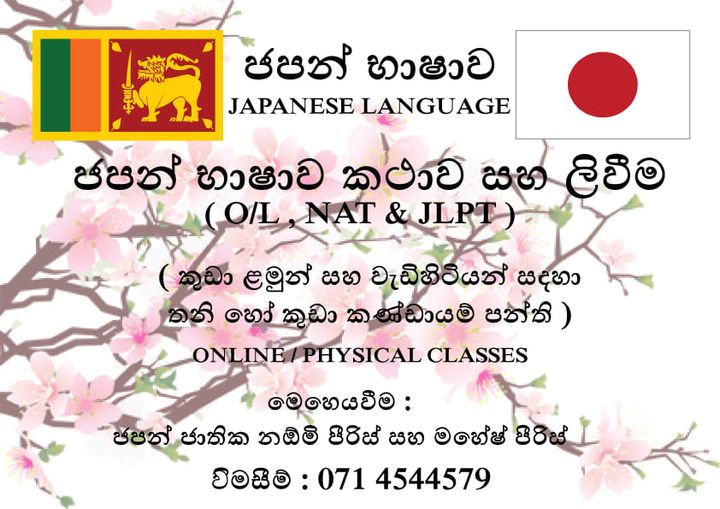 ජපන් භාෂාව
JAPANESE LANGUAGE
ජපන් භාෂාව කථාව සහ ලිවීම
( O/L , NAT & JLPT )
( කුඩා ළමුන් සහ වැඩිහිටියන් සදහා
තනි හෝ කුඩා කණ්ඩායම් පන්ති )
ONLINE / PHYSICAL CLASSES
මෙහෙයවීම :
ජපන් ජාතික නඕමි පීරිස් සහ මහේෂ් පීරිස්
විමසීම් : 071 4544579